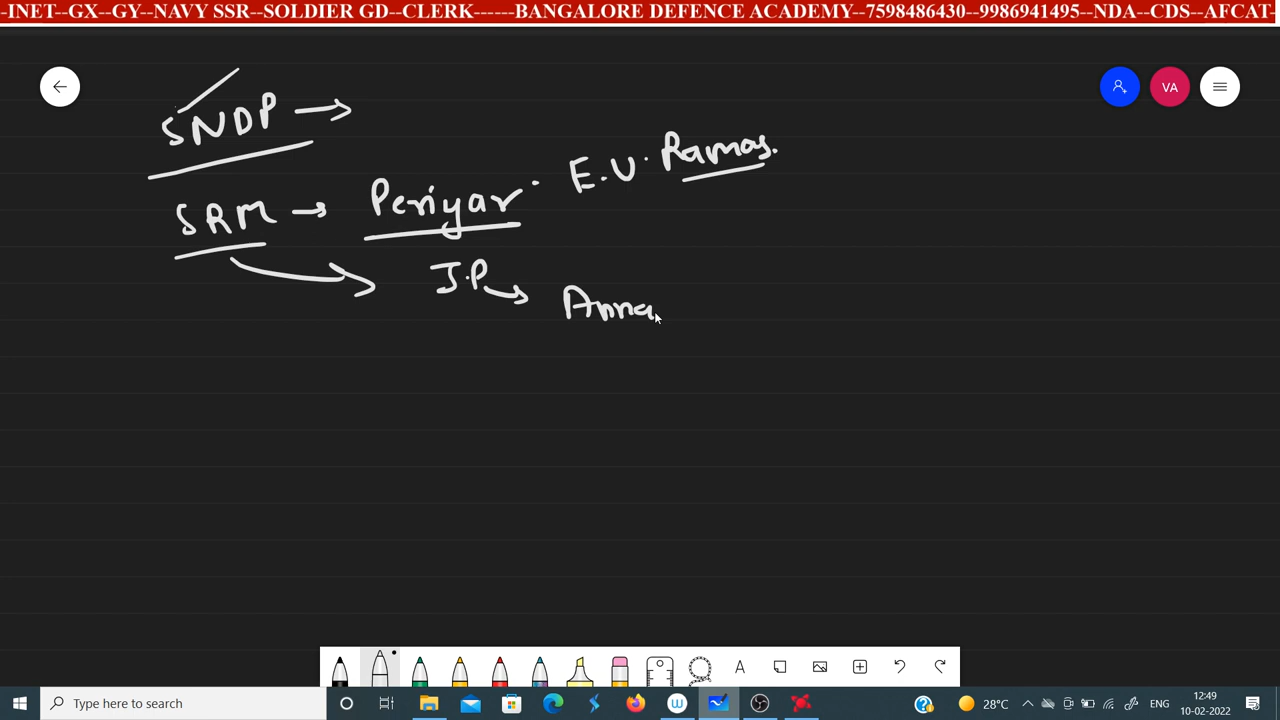 -INET--GX--GY--NAVY SSR--SOLDIER GD--CLERK------BANGALORE DEFENCE ACADEMY--7598486430--9986941495--NDA--CDS--AFCAT-
VA
SNDP →
SRM → Periyar - E.V. Ramas.
J.P → Anna
A
Type here to search
28°C
ENG
12:49
10-02-2022